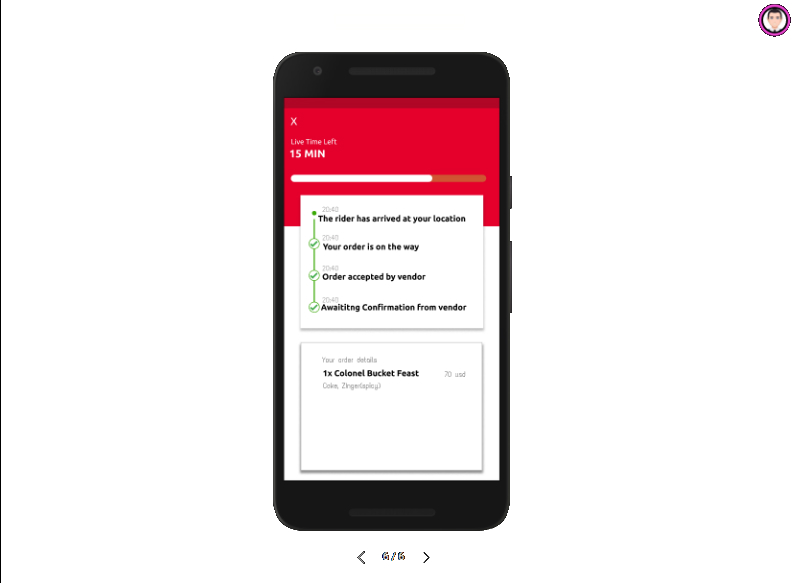 X
Live Time Left
15 MIN
20:40
The rider has arrived at your location
20:40
Your order is on the way
20:40
Order accepted by vendor
20:40
Awaititng Confirmation from vendor
Your order details
1x Colonel Bucket Feast 70 usd
Coke, Zinger(spicy)
6 / 6